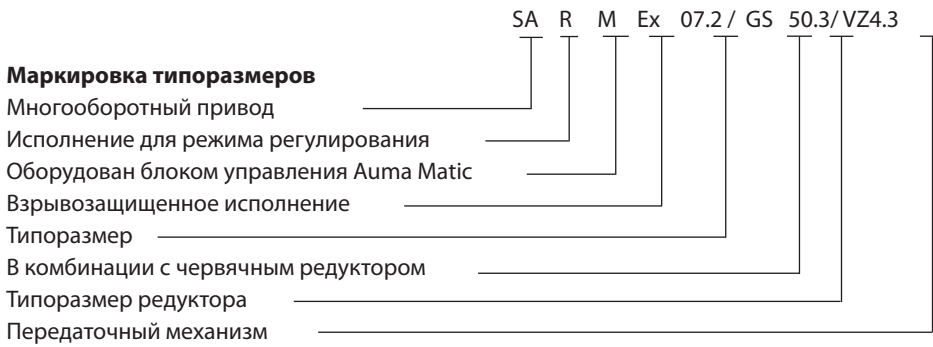 SA R M Ex 07.2 / GS 50.3/ VZ4.3
Маркировка типоразмеров
Многооборотный привод
Исполнение для режима регулирования
Оборудован блоком управления Auma Matic
Взрывозащищенное исполнение
Типоразмер
В комбинации с червячным редуктором
Типоразмер редуктора
Передаточный механизм